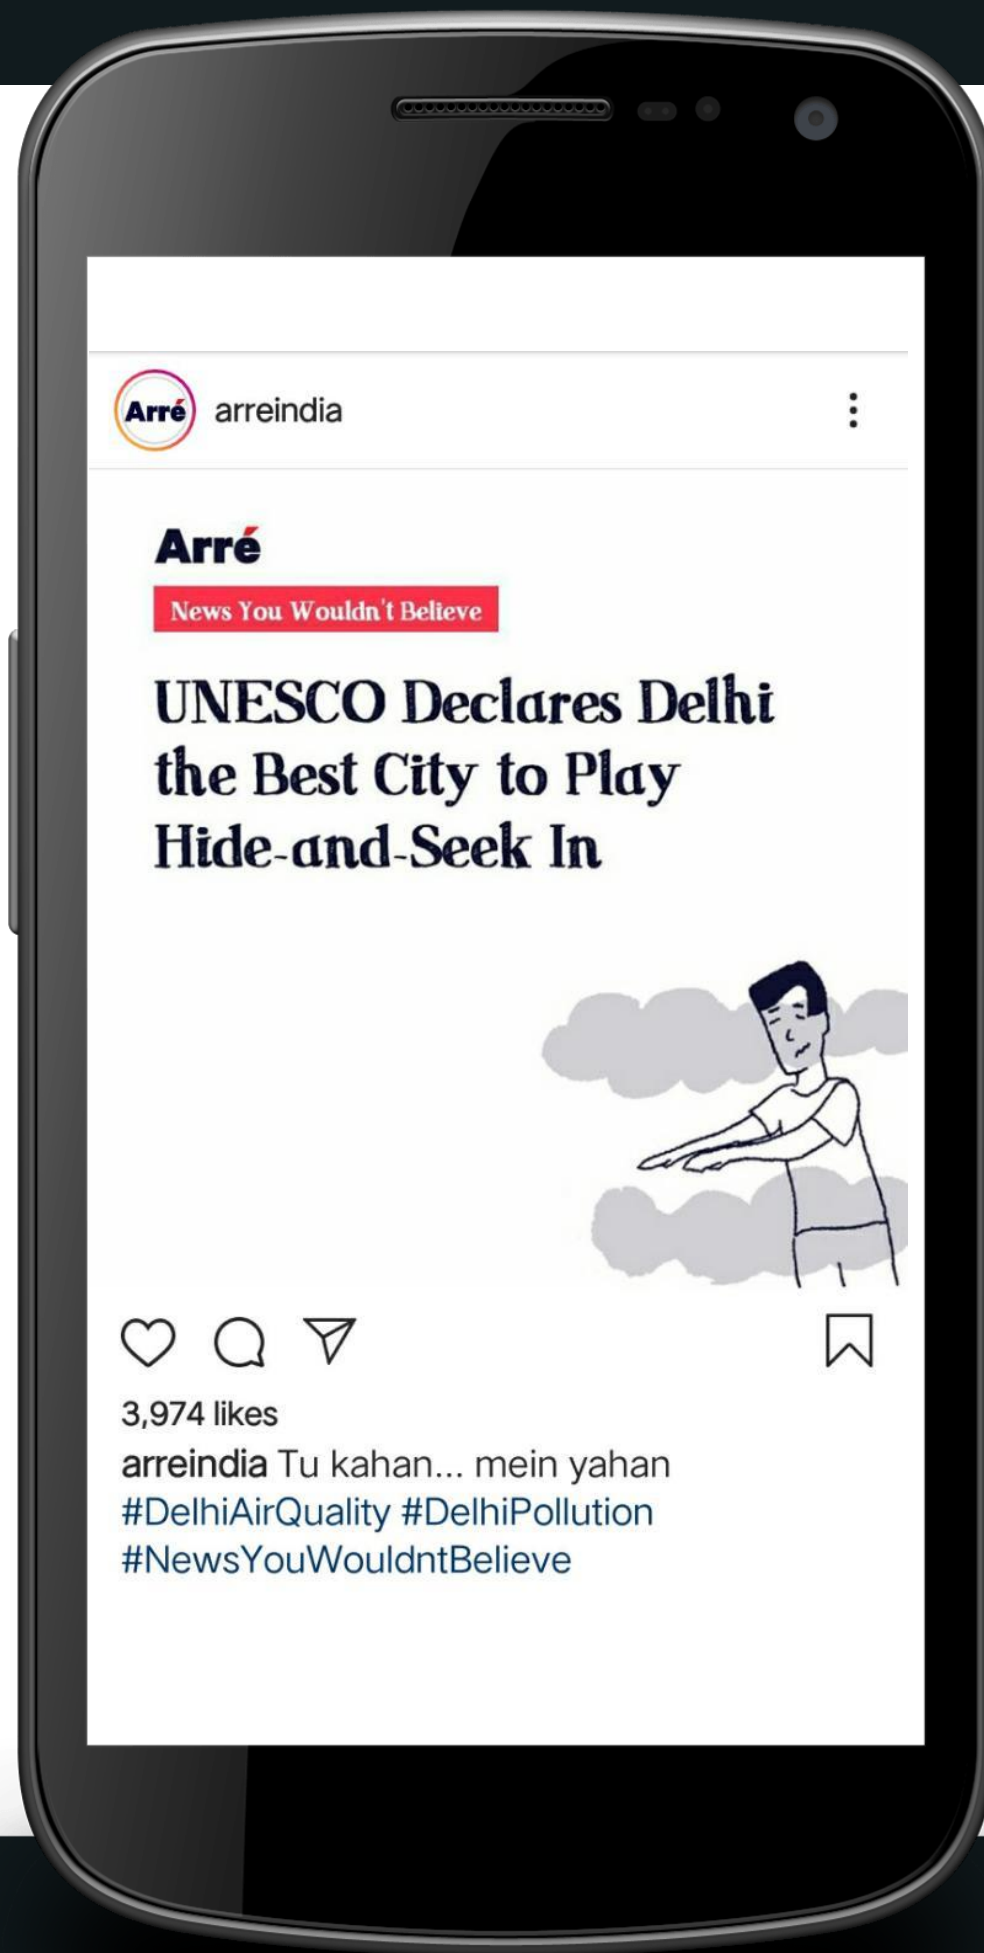 Arré arreindia
Arré
News You Wouldn't Believe
UNESCO Declares Delhi
the Best City to Play
Hide-and-Seek In
3,974 likes
arreindia Tu kahan... mein yahan
#DelhiAirQuality #DelhiPollution
#NewsYouWouldntBelieve